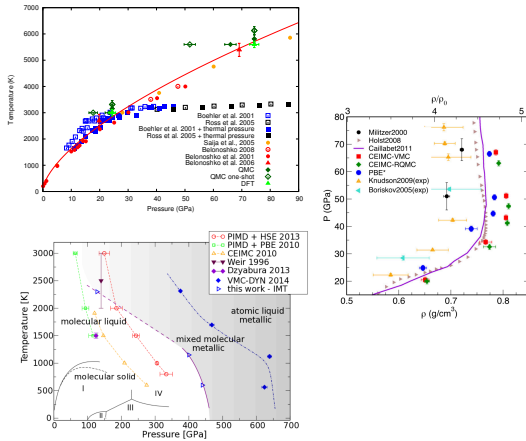 7000
6000
5000
4000
3000
2000
1000
0
Temperature (K)
0 10 20 30 40 50 60 70 80 90
Pressure (GPa)
Boehler et al. 2001
Ross et al. 2005
Boehler et al. 2001 + thermal pressure
Ross et al. 2005 + thermal pressure
Saija et al. 2005
Belonoshko 2008
Belonoshko et al. 2001
Belonoshko et al. 2006
QMC
QMC one-shot
DFT
ρ/ρ0
4 5
80
70
60
50
40
30
20
P (GPa)
Militzer2000
Holst2008
Caillabet2011
CEIMC-VMC
CEIMC-RQMC
PBE*
Knudson2009(exp)
Boriskov2005(exp)
0.5 0.6 0.7 0.8
ρ (g/cm³)
PIMD + HSE 2013
PIMD + PBE 2010
CEIMC 2010
Weir 1996
Dzyabura 2013
VMC-DYN 2014
this work - IMT
3000
2500
2000
1500
1000
500
0
Temperature [K]
molecular liquid
atomic liquid
metallic
mixed molecular
metallic
molecular solid
I
II
III
IV
0 100 200 300 400 500 600 700
Pressure [GPa]